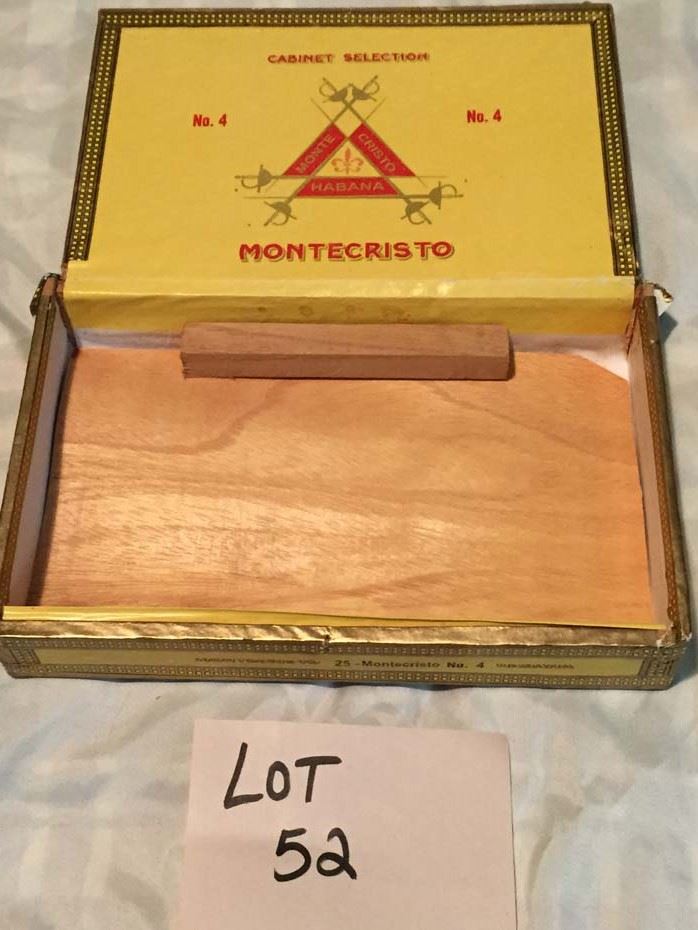 CABINET SELECTION
No. 4
No. 4
MONTE CRISTO
HABANA
MONTECRISTO
25 - Montecristo No. 4
LOT
52